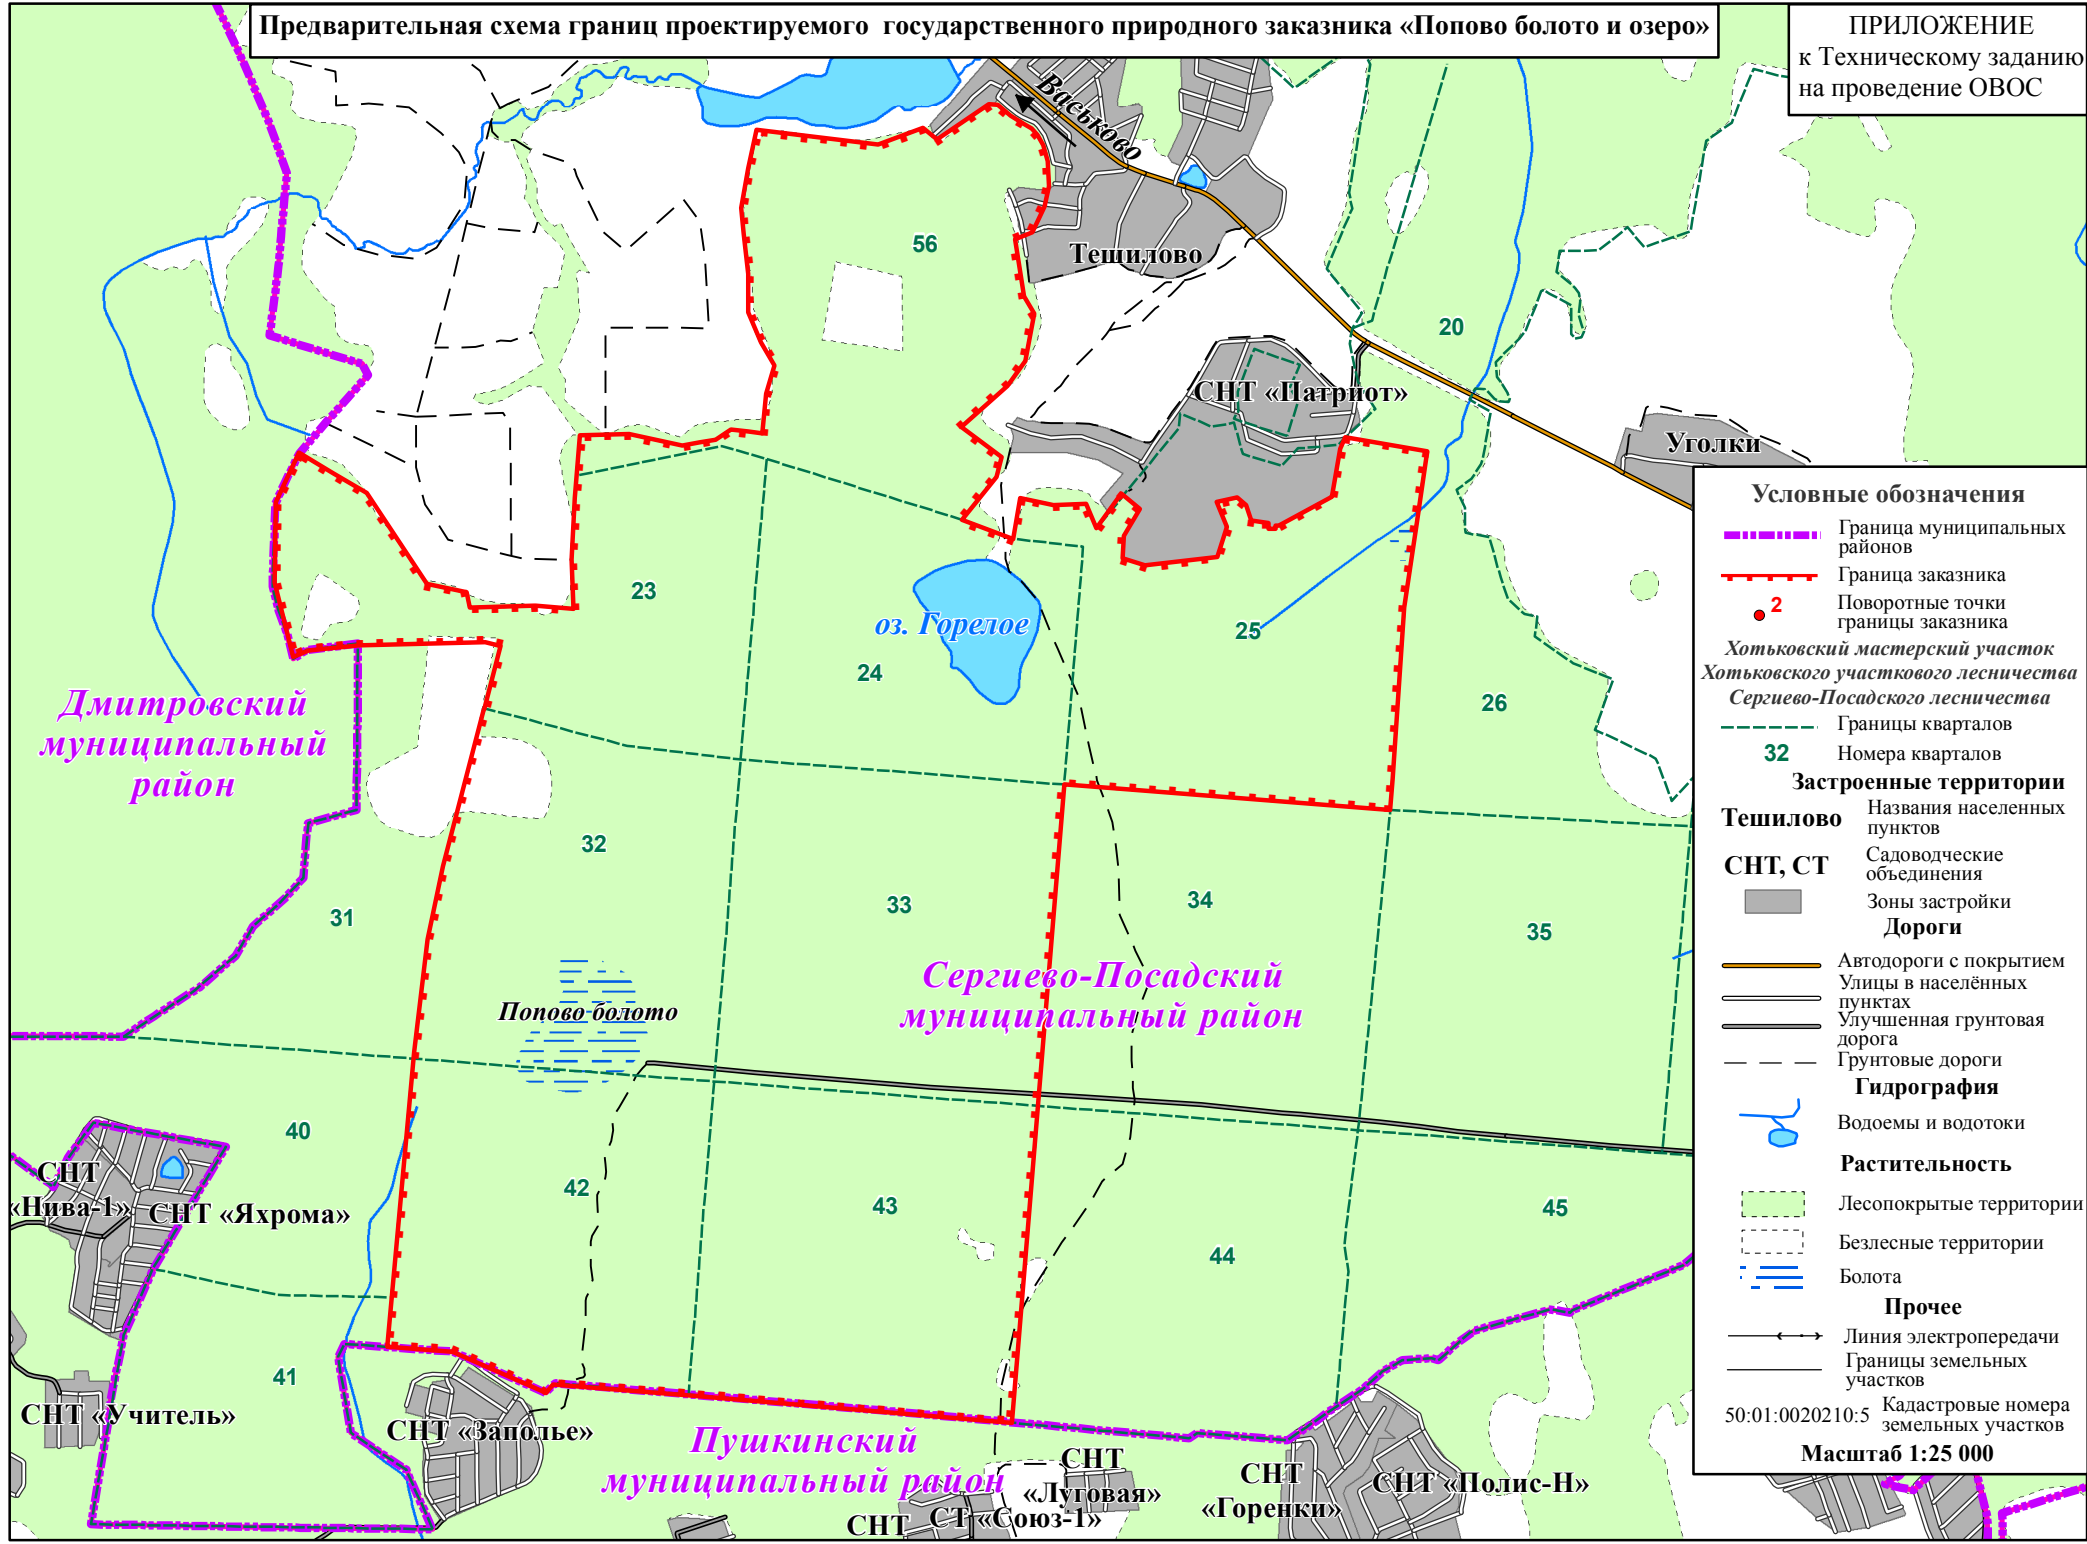 Предварительная схема границ проектируемого государственного природного заказника «Попово болото и озеро»
ПРИЛОЖЕНИЕ
к Техническому заданию
на проведение ОВОС
Васьково
56
Тешилово
20
СНТ «Патриот»
Уголки
23
оз. Горелое
25
24
26
Дмитровский
муниципальный
район
32
31
33
34
35
Сергиево-Посадский
муниципальный район
Попово болото
40
42
43
45
44
41
СНТ
«Нива-1»
СНТ «Яхрома»
СНТ «Учитель»
СНТ «Заполье»
Пушкинский
муниципальный район
СНТ
«Луговая»
СНТ
СТ «Союз-1»
СНТ
«Горенки»
СНТ «Полис-Н»
Условные обозначения
Граница муниципальных
районов
Граница заказника
2
Поворотные точки
границы заказника
Хотьковский мастерский участок
Хотьковского участкового лесничества
Сергиево-Посадского лесничества
Границы кварталов
32 Номера кварталов
Застроенные территории
Тешилово
Названия населенных
пунктов
СНТ, СТ
Садоводческие
объединения
Зоны застройки
Дороги
Автодороги с покрытием
Улицы в населённых
пунктах
Улучшенная грунтовая
дорога
Грунтовые дороги
Гидрография
Водоемы и водотоки
Растительность
Лесопокрытые территории
Безлесные территории
Болота
Прочее
Линия электропередачи
Границы земельных
участков
50:01:0020210:5
Кадастровые номера
земельных участков
Масштаб 1:25 000